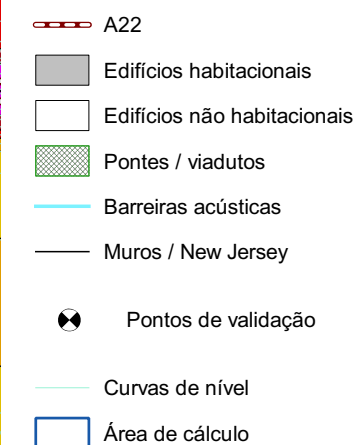 A22
Edifícios habitacionais
Edifícios não habitacionais
Pontes / viadutos
Barreiras acústicas
Muros / New Jersey
Pontos de validação
Curvas de nível
Área de cálculo